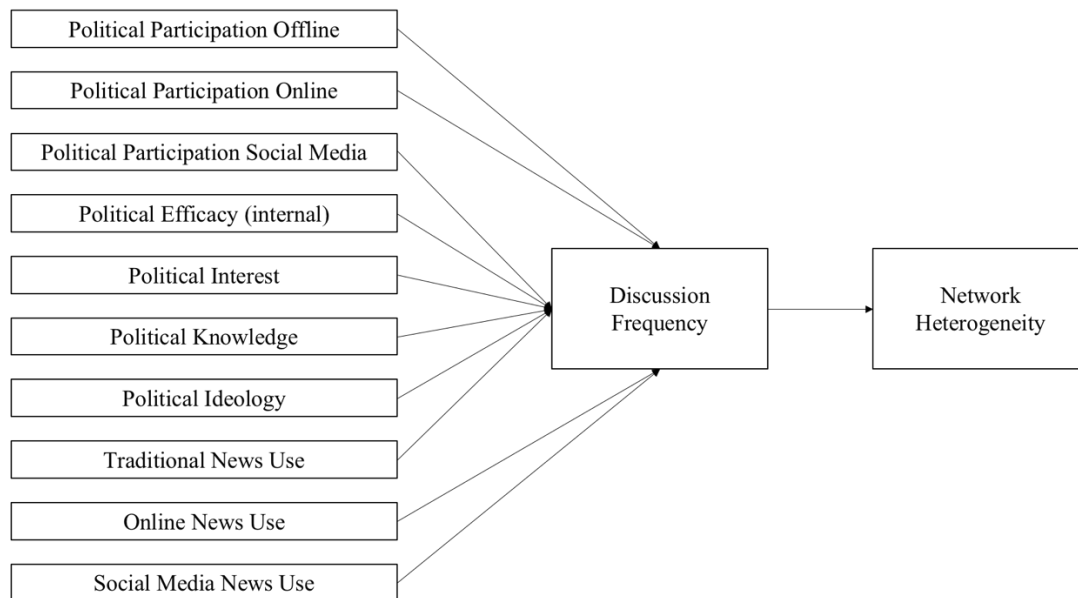 Political Participation Offline
Political Participation Online
Political Participation Social Media
Political Efficacy (internal)
Political Interest
Political Knowledge
Political Ideology
Traditional News Use
Online News Use
Social Media News Use
Discussion
Frequency
Network
Heterogeneity